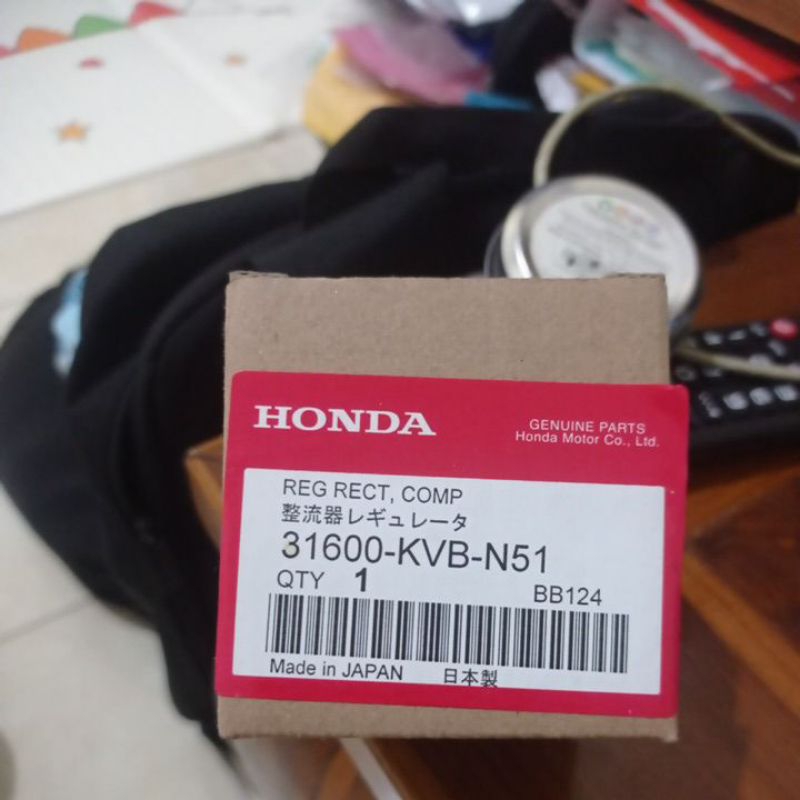 HONDA
GENUINE PARTS
Honda Motor Co., Ltd.
REG RECT, COMP
整流器レギュレータ
31600-KVB-N51
QTY 1
BB124
Made in JAPAN 日本製